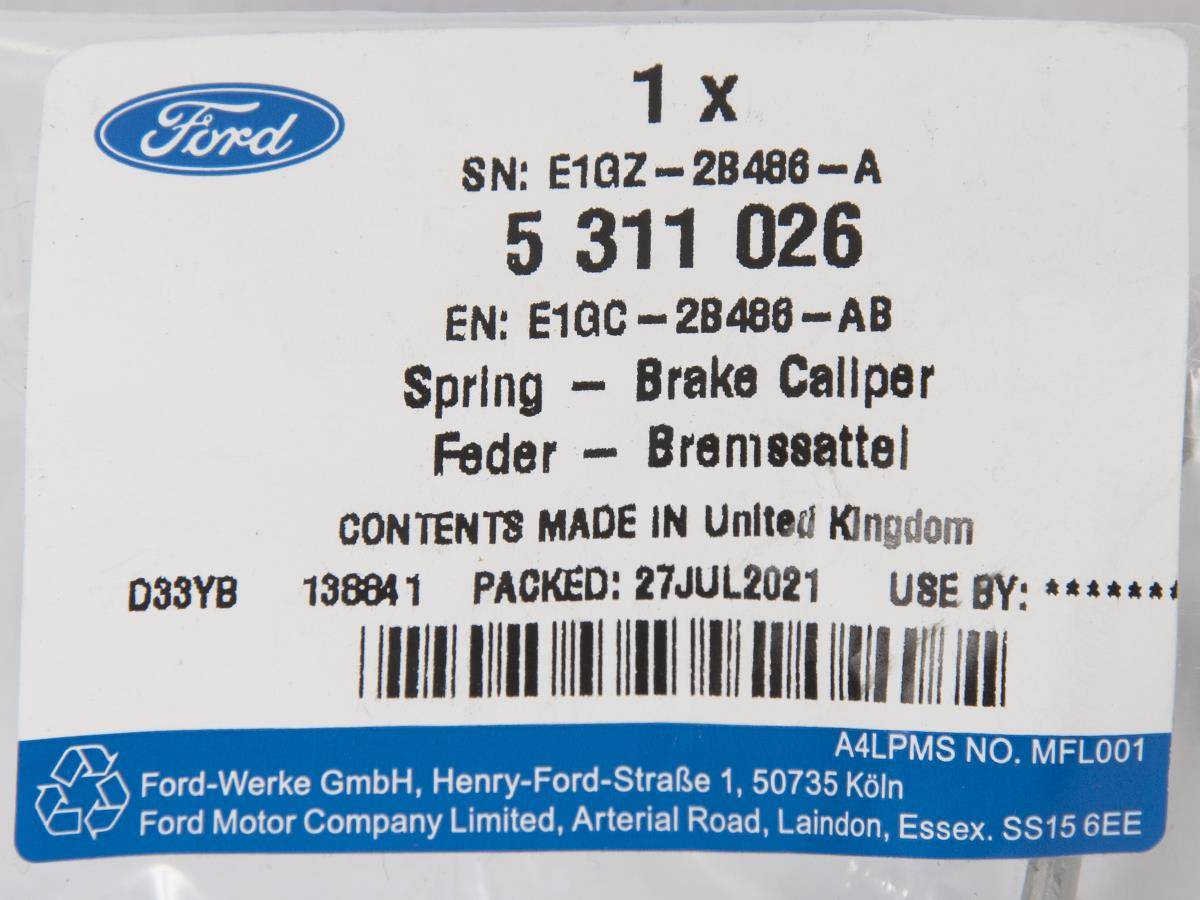 Ford
1 x
SN: E1GZ-2B486-A
5 311 026
EN: E1GC-2B486-AB
Spring - Brake Caliper
Feder - Bremssattel
CONTENTS MADE IN United Kingdom
D33YB 138841 PACKED: 27JUL2021 USE BY: *******
A4LPMS NO. MFL001
Ford-Werke GmbH, Henry-Ford-Straße 1, 50735 Köln
Ford Motor Company Limited, Arterial Road, Laindon, Essex. SS15 6EE